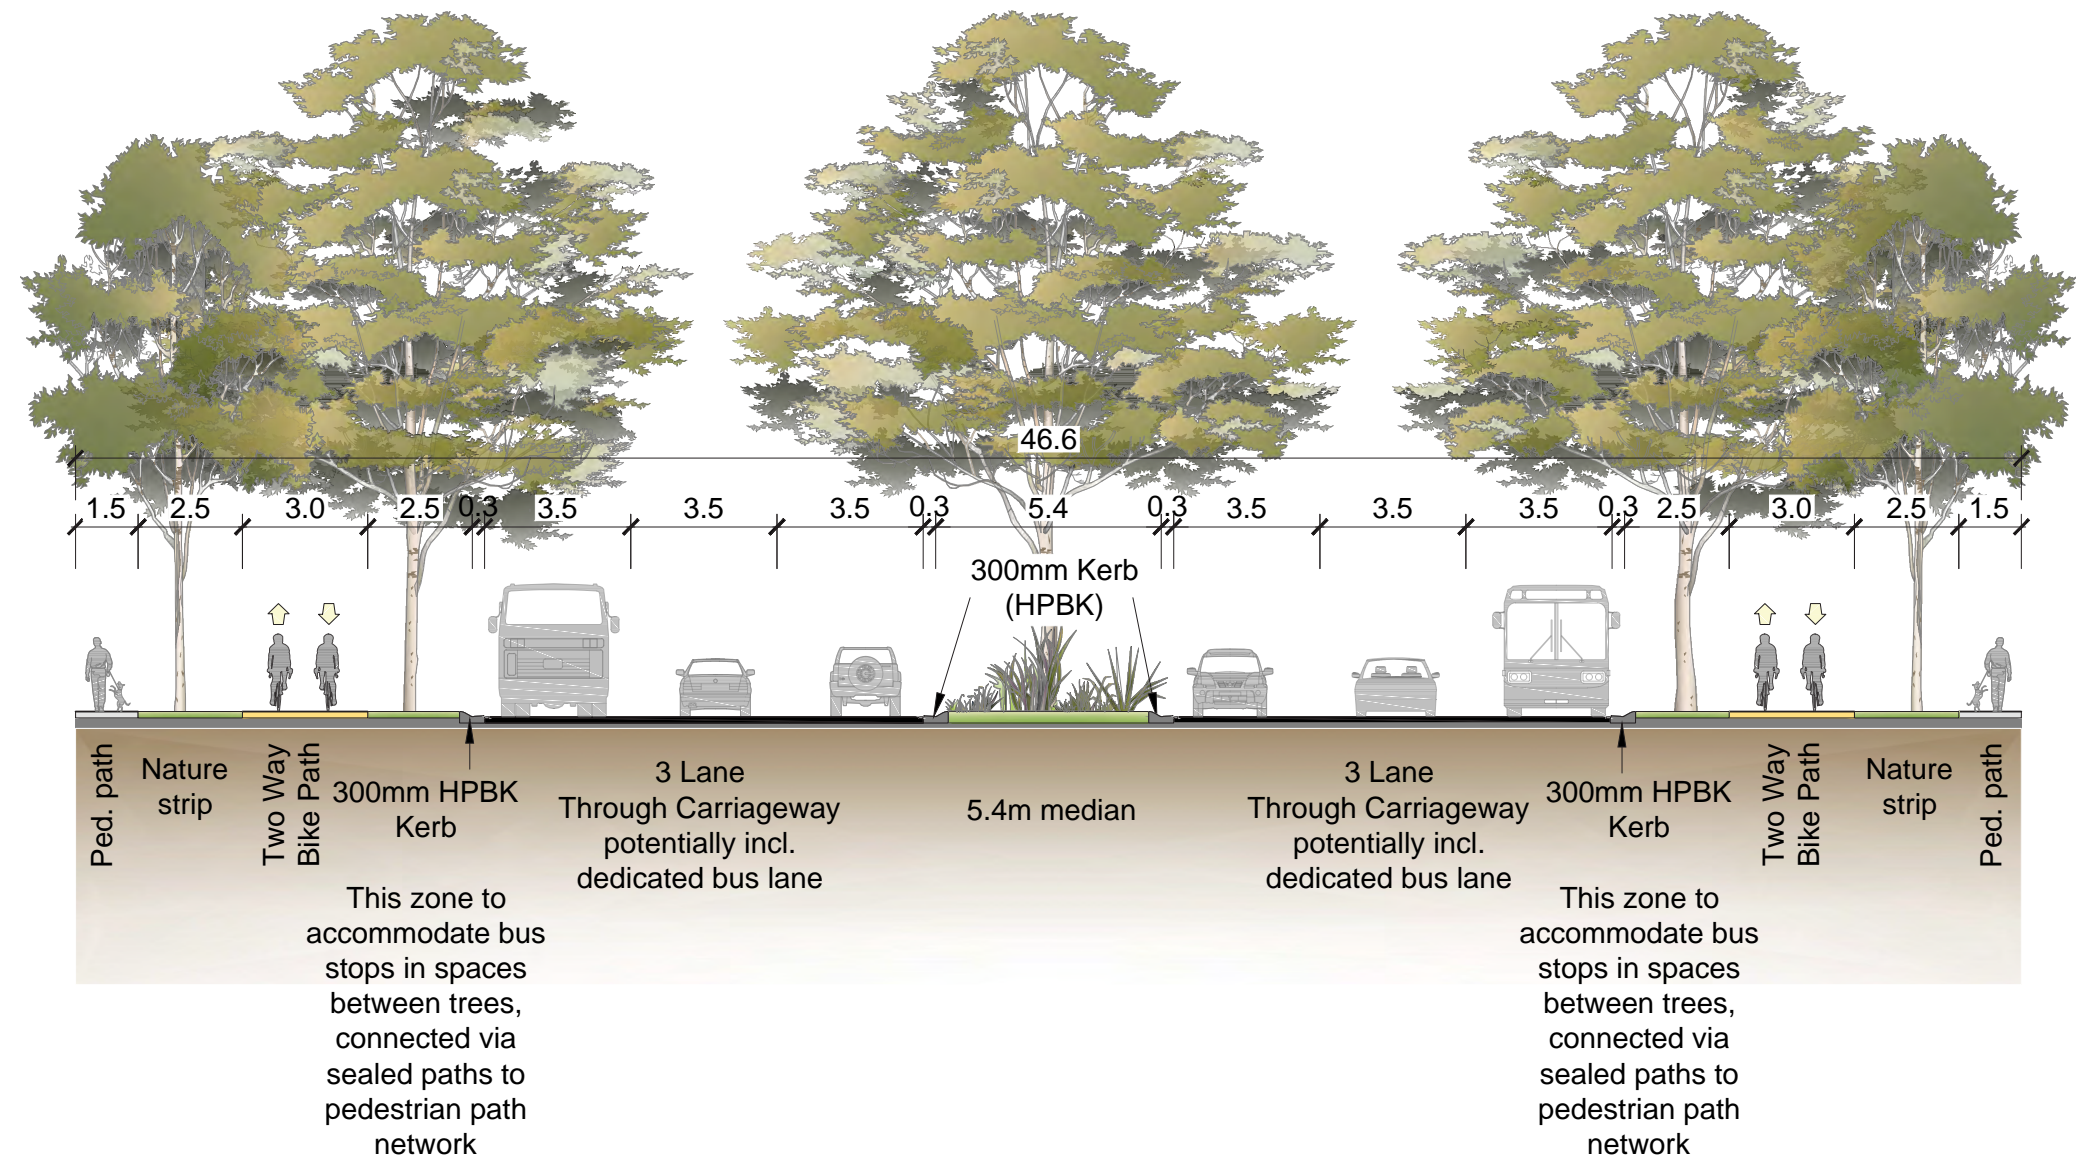 46.6
1.5 2.5 3.0 2.5 0.3 3.5 3.5 3.5 0.3 5.4 0.3 3.5 3.5 3.5 0.3 2.5 3.0 2.5 1.5
300mm Kerb
(HPBK)
Ped. path
Nature
strip
Two Way
Bike Path
300mm HPBK
Kerb
This zone to
accommodate bus
stops in spaces
between trees,
connected via
sealed paths to
pedestrian path
network
3 Lane
Through Carriageway
potentially incl.
dedicated bus lane
5.4m median
3 Lane
Through Carriageway
potentially incl.
dedicated bus lane
300mm HPBK
Kerb
This zone to
accommodate bus
stops in spaces
between trees,
connected via
sealed paths to
pedestrian path
network
Two Way
Bike Path
Nature
strip
Ped. path